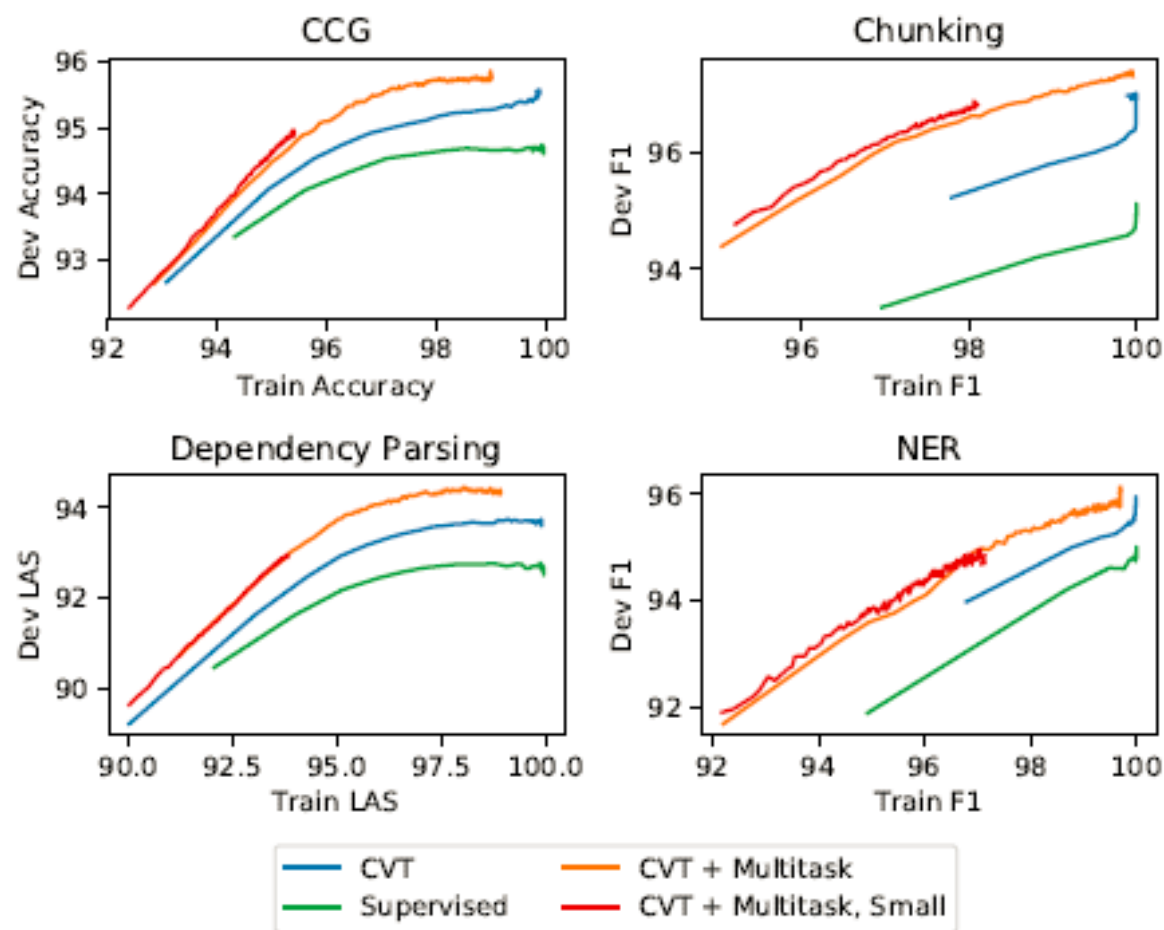 CCG
Chunking
96
95
94
93
Dev Accuracy
92 94 96 98 100
Train Accuracy
96
94
Dev F1
96 98 100
Train F1
Dependency Parsing
NER
94
92
90
Dev LAS
90.0 92.5 95.0 97.5 100.0
Train LAS
96
94
92
Dev F1
92 94 96 98 100
Train F1
CVT
CVT + Multitask
Supervised
CVT + Multitask, Small